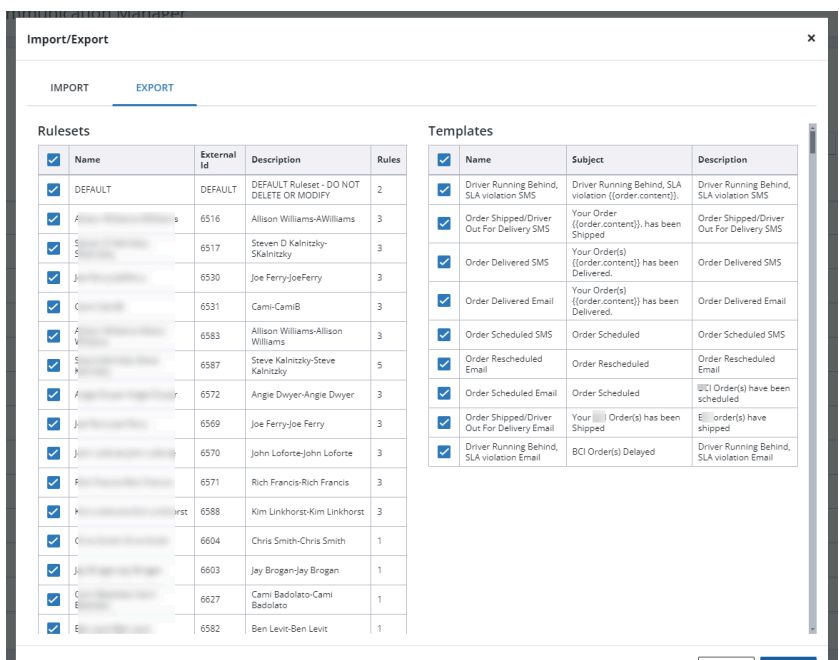 Import/Export
×
IMPORT EXPORT
Rulesets
Name External Id Description Rules
DEFAULT DEFAULT DEFAULT Ruleset - DO NOT DELETE OR MODIFY 2
6516 Allison Williams-AWilliams 3
6517 Steven D Kalnitzky-SKalnitzky 3
6530 Joe Ferry-JoeFerry 3
6531 Cami-CamiB 3
6583 Allison Williams-Allison Williams 3
6587 Steve Kalnitzky-Steve Kalnitzky 5
6572 Angie Dwyer-Angie Dwyer 3
6569 Joe Ferry-Joe Ferry 3
6570 John Loforte-John Loforte 3
6571 Rich Francis-Rich Francis 3
6588 Kim Linkhorst-Kim Linkhorst 3
6604 Chris Smith-Chris Smith 1
6603 Jay Brogan-Jay Brogan 1
6627 Cami Badolato-Cami Badolato 1
6582 Ben Levit-Ben Levit 1
Templates
Name Subject Description
Driver Running Behind, SLA violation SMS Driver Running Behind, SLA violation {{order.content}}. Driver Running Behind, SLA violation SMS
Order Shipped/Driver Out For Delivery SMS Your Order {{order.content}}. has been Shipped Order Shipped/Driver Out For Delivery SMS
Order Delivered SMS Your Order(s) {{order.content}} has been Delivered. Order Delivered SMS
Order Delivered Email Your Order(s) {{order.content}} has been Delivered. Order Delivered Email
Order Scheduled SMS Order Scheduled Order Scheduled SMS
Order Rescheduled Email Order Rescheduled Order Rescheduled Email
Order Scheduled Email Order Scheduled Order(s) have been scheduled
Order Shipped/Driver Out For Delivery Email Your Order(s) has been Shipped order(s) have shipped
Driver Running Behind, SLA violation Email BCI Order(s) Delayed Driver Running Behind, SLA violation Email